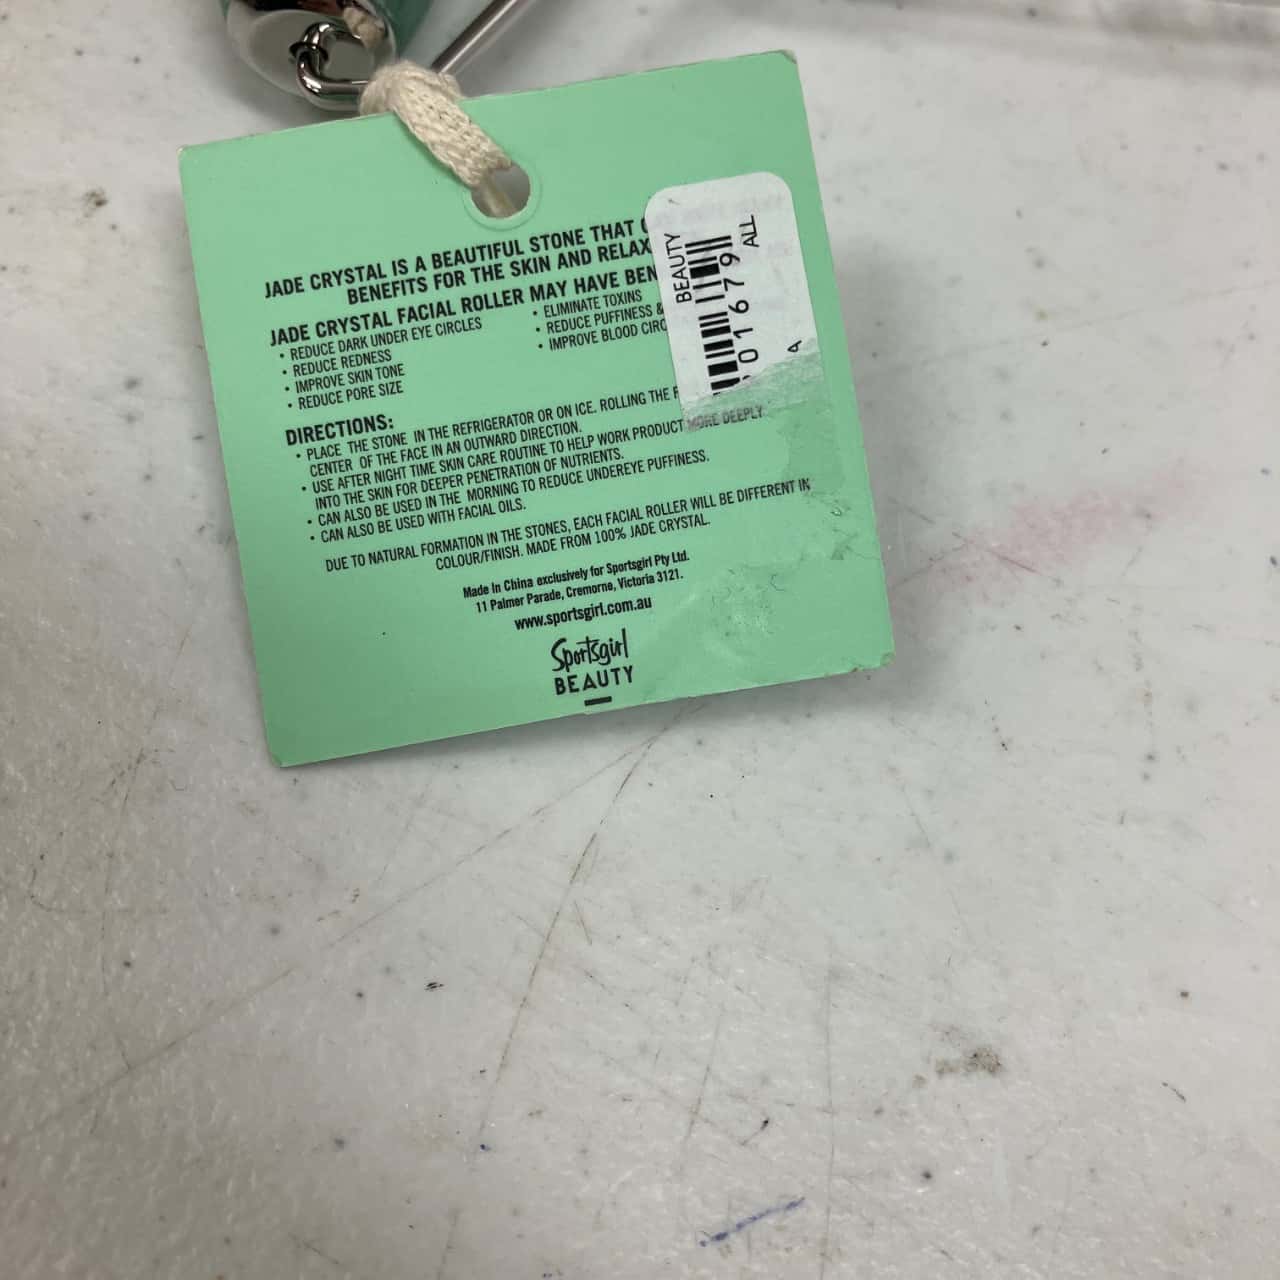 JADE CRYSTAL IS A BEAUTIFUL STONE THAT
BENEFITS FOR THE SKIN AND RELAX
JADE CRYSTAL FACIAL ROLLER MAY HAVE BEN
• REDUCE DARK UNDER EYE CIRCLES
• REDUCE REDNESS
• IMPROVE SKIN TONE
• REDUCE PORE SIZE
• ELIMINATE TOXINS
• REDUCE PUFFINESS &
• IMPROVE BLOOD CIRC
DIRECTIONS:
• PLACE THE STONE IN THE REFRIGERATOR OR ON ICE. ROLLING THE
CENTER OF THE FACE IN AN OUTWARD DIRECTION.
• USE AFTER NIGHT TIME SKIN CARE ROUTINE TO HELP WORK PRODUCT MORE DEEPLY
INTO THE SKIN FOR DEEPER PENETRATION OF NUTRIENTS.
• CAN ALSO BE USED IN THE MORNING TO REDUCE UNDEREYE PUFFINESS.
• CAN ALSO BE USED WITH FACIAL OILS.
DUE TO NATURAL FORMATION IN THE STONES, EACH FACIAL ROLLER WILL BE DIFFERENT IN
COLOUR/FINISH. MADE FROM 100% JADE CRYSTAL.
Made In China exclusively for Sportsgirl Pty Ltd.
11 Palmer Parade, Cremorne, Victoria 3121.
www.sportsgirl.com.au
Sportsgirl
BEAUTY
BEAUTY
01679
ALL
A